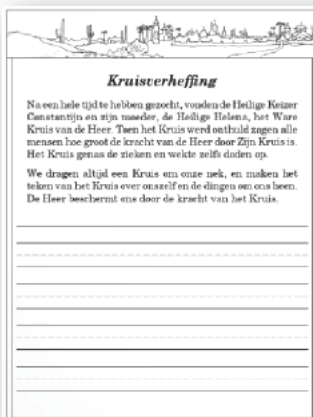 Kruisverheffing
Na een hele tijd te hebben gezocht, vonden de Heilige Keizer
Constantijn en zijn moeder, de Heilige Helena, het Ware
Kruis van de Heer. Toen het Kruis werd onthuld zagen alle
mensen hoe groot de kracht van de Heer door Zijn Kruis is.
Het Kruis genas de zieken en wekte zelfs doden op.
We dragen altijd een Kruis om onze nek, en maken het
teken van het Kruis over onszelf en de dingen om ons heen.
De Heer beschermt ons door de kracht van het Kruis.